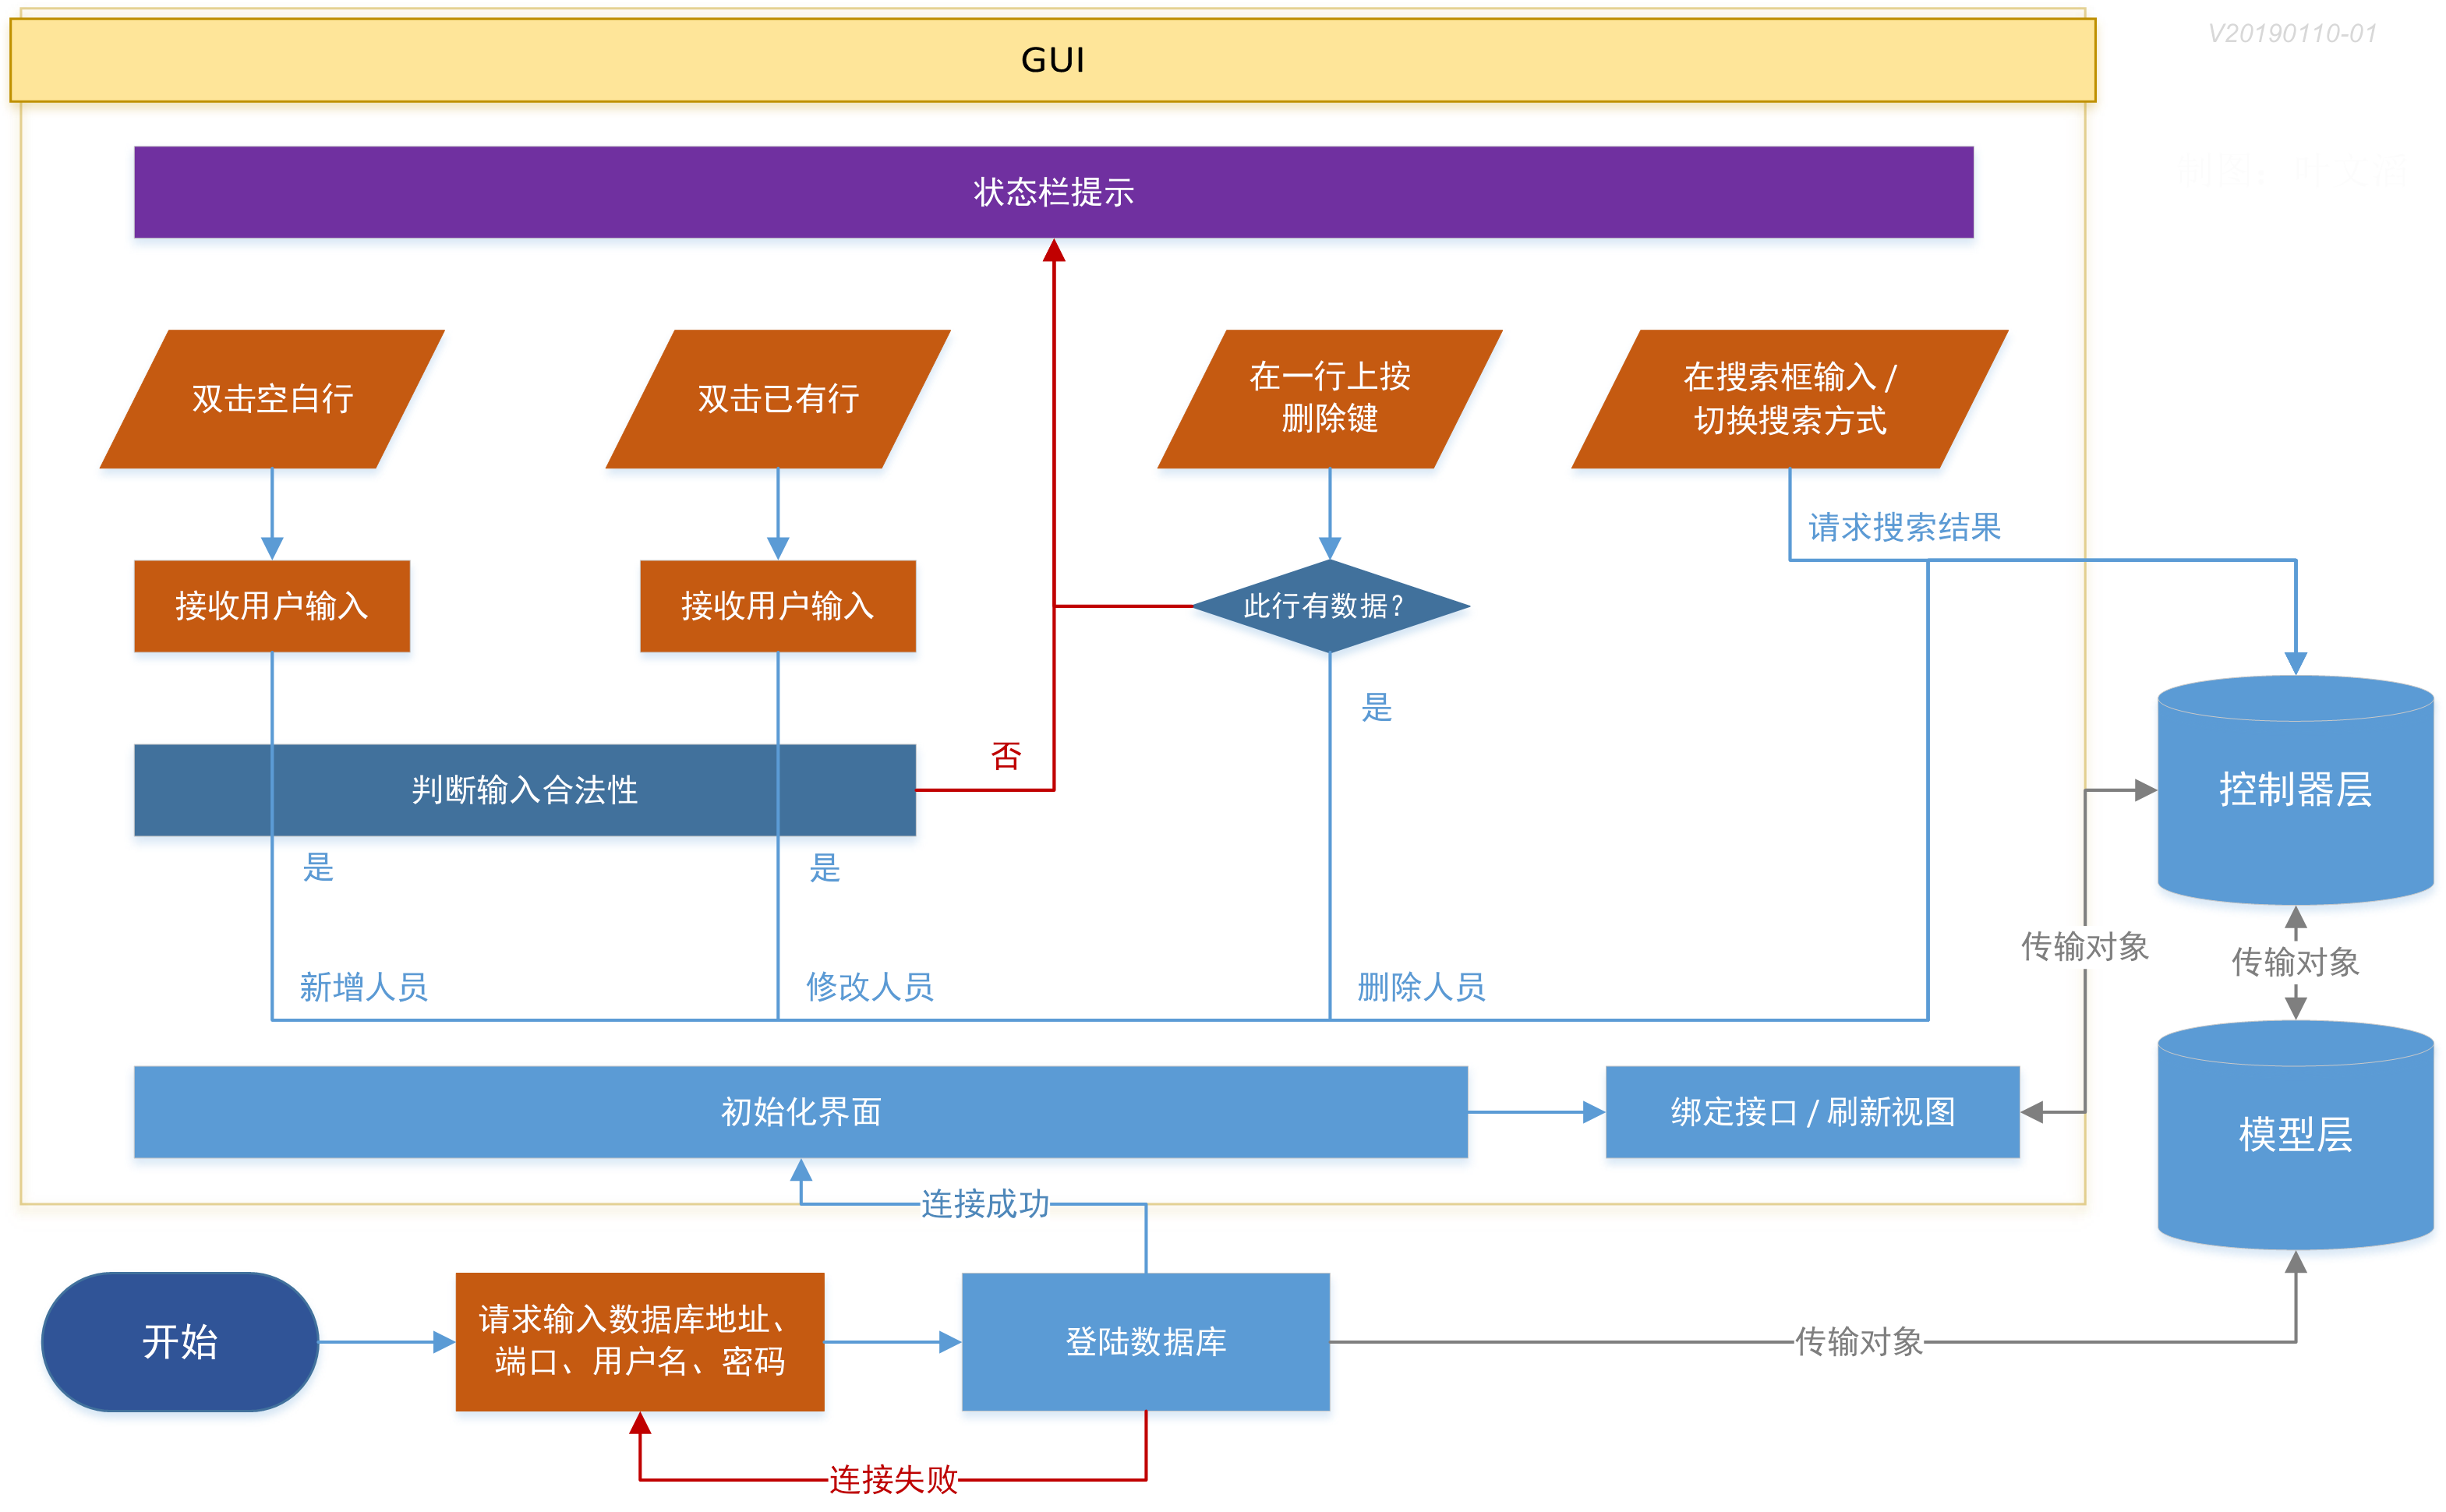 GUI
V20190110-01
状态栏提示
双击空白行
双击已有行
在一行上按
删除键
在搜索框输入 /
切换搜索方式
请求搜索结果
接收用户输入
接收用户输入
此行有数据?
是
否
判断输入合法性
控制器层
是
是
传输对象
传输对象
新增人员
修改人员
删除人员
初始化界面
绑定接口 / 刷新视图
模型层
连接成功
开始
请求输入数据库地址、
端口、用户名、密码
登陆数据库
传输对象
连接失败